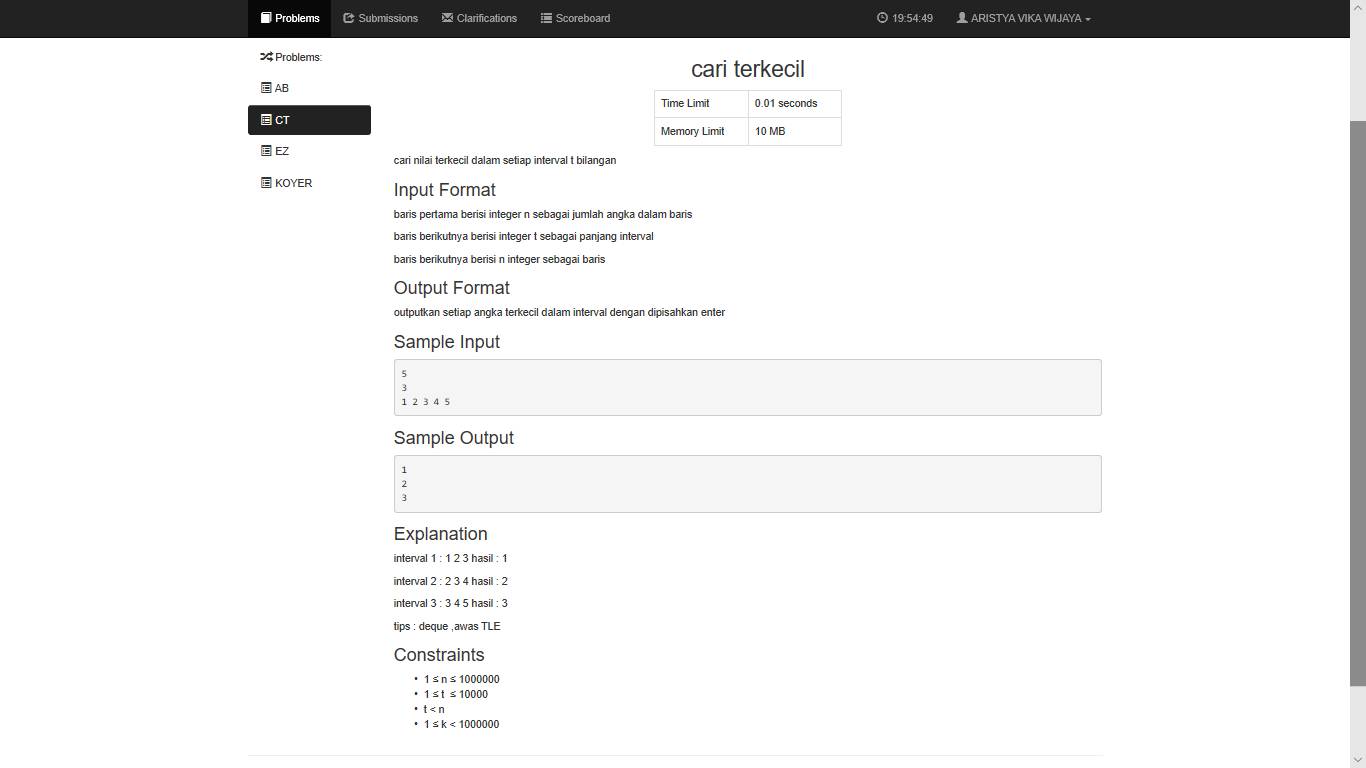 Problems Submissions Clarifications Scoreboard 19:54:49 ARISTYA VIKA WIJAYA
Problems:
AB
CT
EZ
KOYER
cari terkecil
Time Limit 0.01 seconds
Memory Limit 10 MB
cari nilai terkecil dalam setiap interval t bilangan
Input Format
baris pertama berisi integer n sebagai jumlah angka dalam baris
baris berikutnya berisi integer t sebagai panjang interval
baris berikutnya berisi n integer sebagai baris
Output Format
outputkan setiap angka terkecil dalam interval dengan dipisahkan enter
Sample Input
5
3
1 2 3 4 5
Sample Output
1
2
3
Explanation
interval 1 : 1 2 3 hasil : 1
interval 2 : 2 3 4 hasil : 2
interval 3 : 3 4 5 hasil : 3
tips : deque ,awas TLE
Constraints
• 1 ≤ n ≤ 1000000
• 1 ≤ t ≤ 10000
• t < n
• 1 ≤ k < 1000000